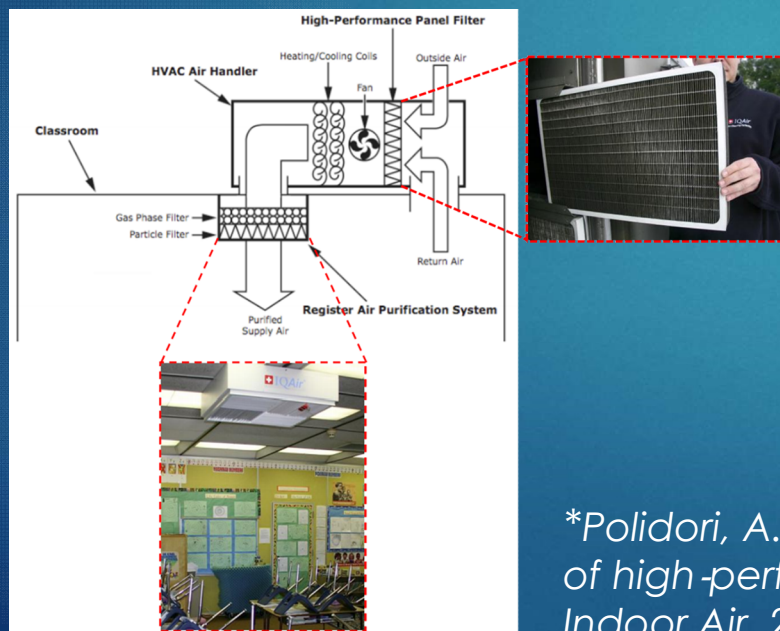 High-Performance Panel Filter
Heating/Cooling Coils
Outside Air
HVAC Air Handler
Fan
Classroom
Gas Phase Filter
Particle Filter
Return Air
Register Air Purification System
Purified
Supply Air
IQAir
IQAir
*Polidori, A.
of high-perf
Indoor Air, 2